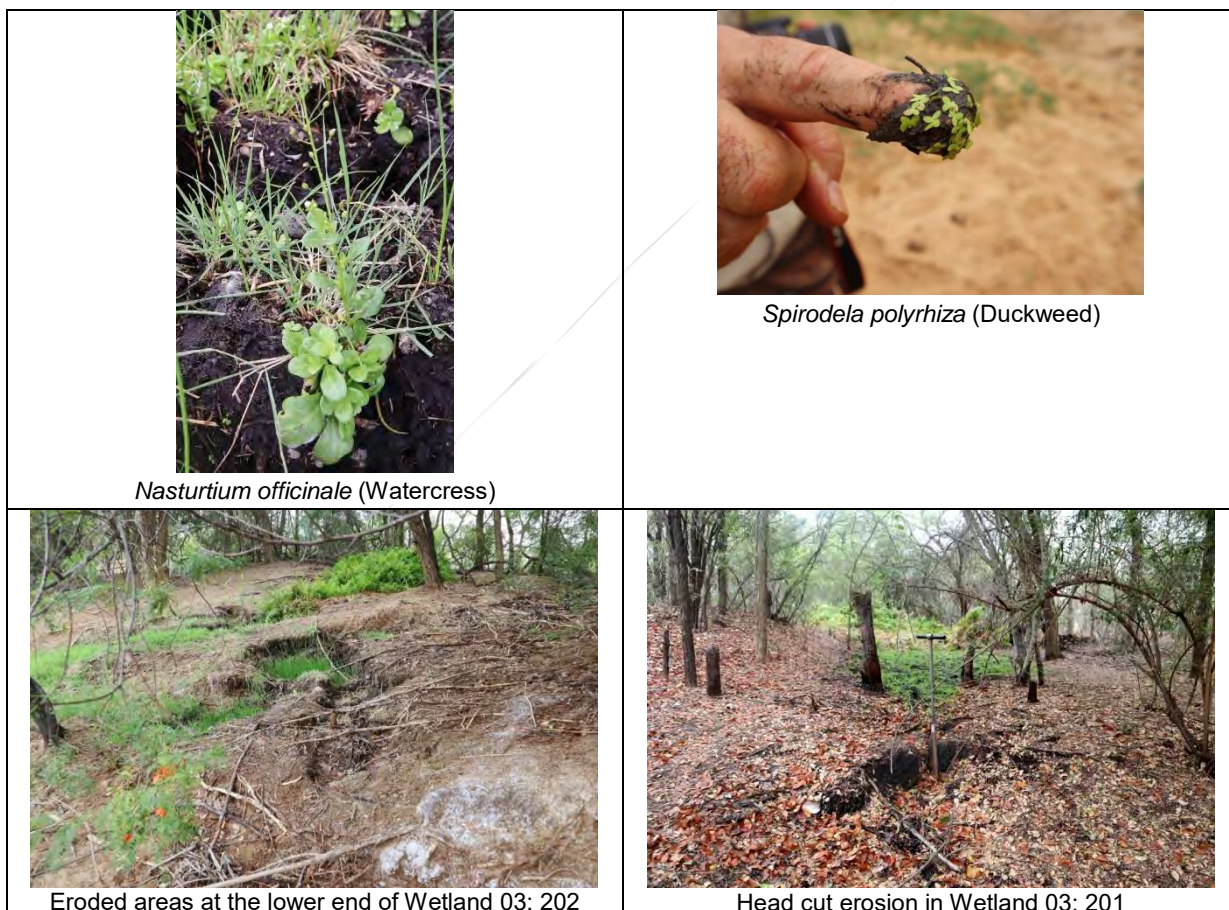 Nasturtium officinale (Watercress)
Spirodela polyrhiza (Duckweed)
Eroded areas at the lower end of Wetland 03: 202
Head cut erosion in Wetland 03: 201